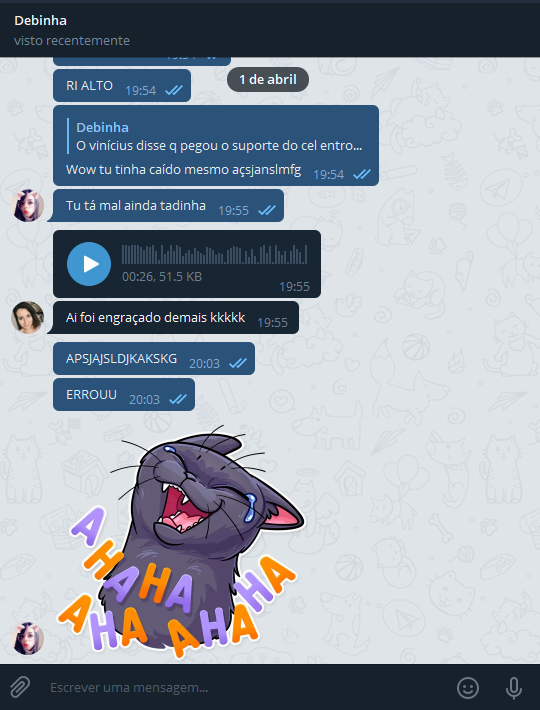 Debinha
visto recentemente
1 de abril
RI ALTO 19:54
Debinha
O vinícius disse q pegou o suporte do cel entro...
Wow tu tinha caído mesmo açsjanslmfg 19:54
Tu tá mal ainda tadinha 19:55
00:26, 51.5 KB
19:55
Ai foi engraçado demais kkkkk 19:55
APSJAJSLDJKAKSKG 20:03
ERROUU 20:03
AHAHA
AHA AHAHA
Escrever uma mensagem...